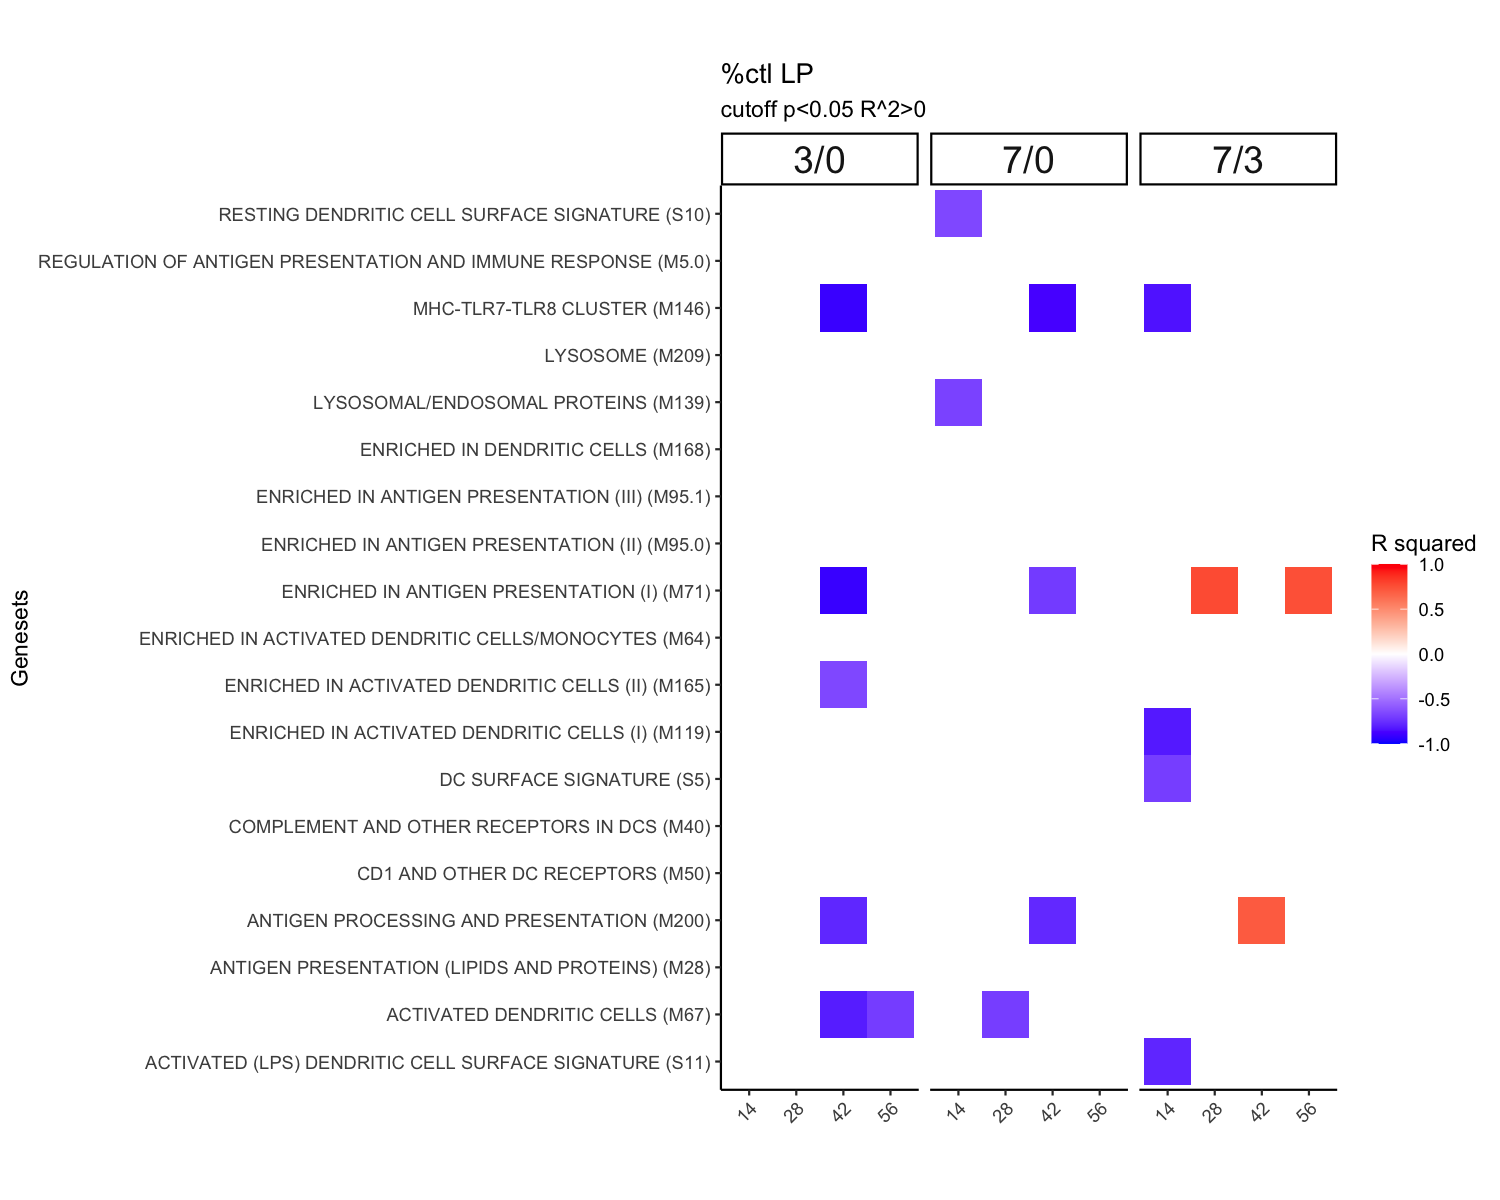 %ctl LP
cutoff p<0.05 R^2>0
3/0 7/0 7/3
RESTING DENDRITIC CELL SURFACE SIGNATURE (S10)
REGULATION OF ANTIGEN PRESENTATION AND IMMUNE RESPONSE (M5.0)
MHC-TLR7-TLR8 CLUSTER (M146)
LYSOSOME (M209)
LYSOSOMAL/ENDOSOMAL PROTEINS (M139)
ENRICHED IN DENDRITIC CELLS (M168)
ENRICHED IN ANTIGEN PRESENTATION (III) (M95.1)
ENRICHED IN ANTIGEN PRESENTATION (II) (M95.0)
ENRICHED IN ANTIGEN PRESENTATION (I) (M71)
ENRICHED IN ACTIVATED DENDRITIC CELLS/MONOCYTES (M64)
ENRICHED IN ACTIVATED DENDRITIC CELLS (II) (M165)
ENRICHED IN ACTIVATED DENDRITIC CELLS (I) (M119)
DC SURFACE SIGNATURE (S5)
COMPLEMENT AND OTHER RECEPTORS IN DCS (M40)
CD1 AND OTHER DC RECEPTORS (M50)
ANTIGEN PROCESSING AND PRESENTATION (M200)
ANTIGEN PRESENTATION (LIPIDS AND PROTEINS) (M28)
ACTIVATED DENDRITIC CELLS (M67)
ACTIVATED (LPS) DENDRITIC CELL SURFACE SIGNATURE (S11)
Genesets
14 28 42 56 14 28 42 56 14 28 42 56
R squared
1.0
0.5
0.0
-0.5
-1.0